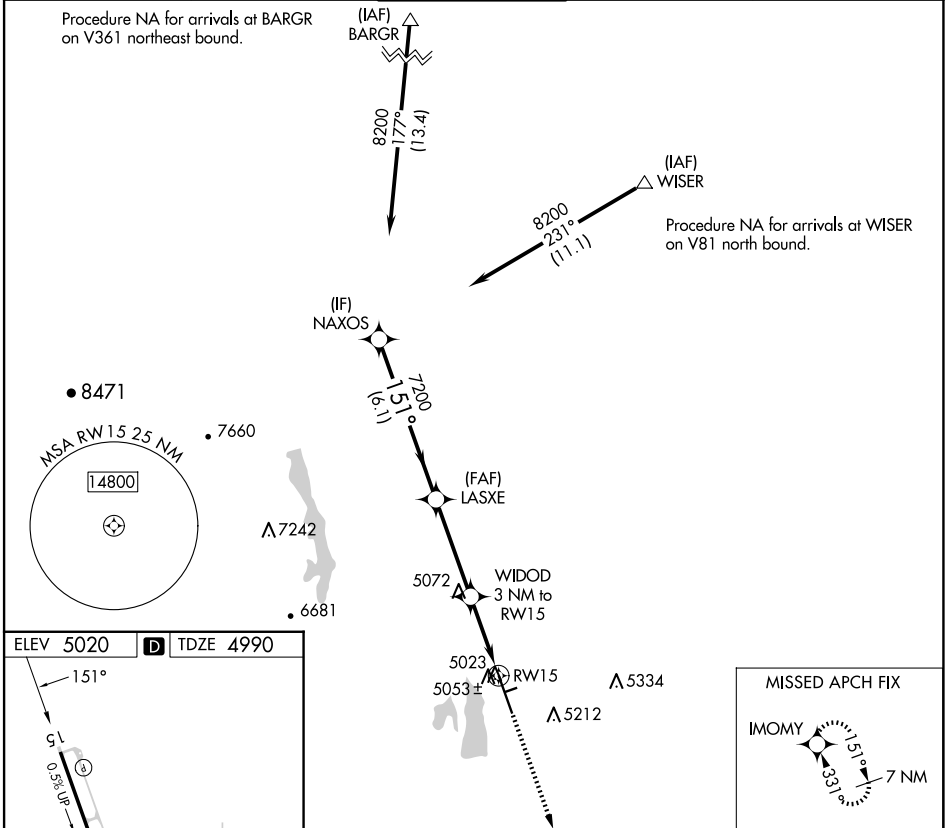 Procedure NA for arrivals at BARGR
on V361 northeast bound.
(IAF)
BARGR
8200
177°
(13.4)
(IAF)
WISER
8200
231°
(11.1)
Procedure NA for arrivals at WISER
on V81 north bound.
(IF)
NAXOS
7200
151°
(6.1)
8471
7660
MSA RW15 25 NM
14800
7242
6681
(FAF)
LASXE
5072
WIDOD
3 NM to
RW15
5023
5053±
RW15
5334
5212
ELEV 5020 D TDZE 4990
151°
15
0.5% UP
MISSED APCH FIX
IMOMY
151°
331°
7 NM